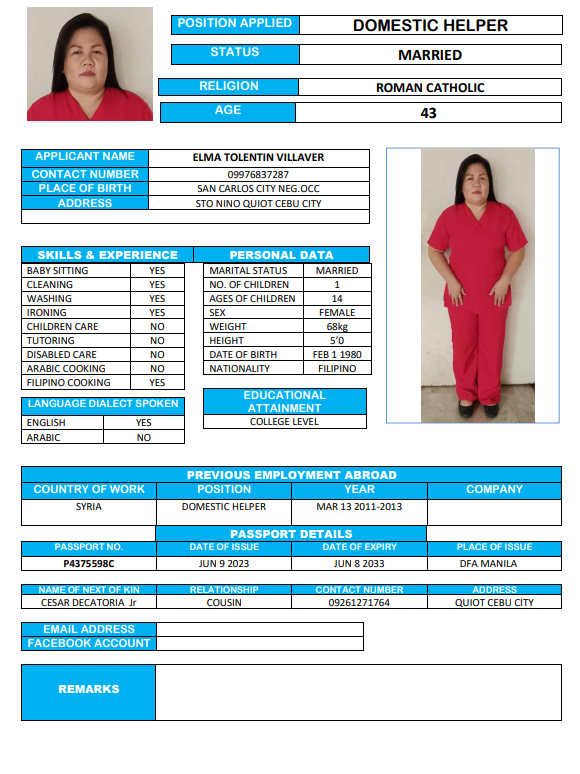 POSITION APPLIED DOMESTIC HELPER
STATUS MARRIED
RELIGION ROMAN CATHOLIC
AGE 43
APPLICANT NAME ELMA TOLENTIN VILLAVER
CONTACT NUMBER 09976837287
PLACE OF BIRTH SAN CARLOS CITY NEG.OCC
ADDRESS STO NINO QUIOT CEBU CITY
SKILLS & EXPERIENCE PERSONAL DATA
BABY SITTING YES MARITAL STATUS MARRIED
CLEANING YES NO. OF CHILDREN 1
WASHING YES AGES OF CHILDREN 14
IRONING YES SEX FEMALE
CHILDREN CARE NO WEIGHT 68kg
TUTORING NO HEIGHT 5’0
DISABLED CARE NO DATE OF BIRTH FEB 1 1980
ARABIC COOKING NO NATIONALITY FILIPINO
FILIPINO COOKING YES
LANGUAGE DIALECT SPOKEN
ENGLISH YES
ARABIC NO
EDUCATIONAL
ATTAINMENT
COLLEGE LEVEL
PREVIOUS EMPLOYMENT ABROAD
COUNTRY OF WORK POSITION YEAR COMPANY
SYRIA DOMESTIC HELPER MAR 13 2011-2013
PASSPORT DETAILS
PASSPORT NO. DATE OF ISSUE DATE OF EXPIRY PLACE OF ISSUE
P4375598C JUN 9 2023 JUN 8 2033 DFA MANILA
NAME OF NEXT OF KIN RELATIONSHIP CONTACT NUMBER ADDRESS
CESAR DECATORIA Jr COUSIN 09261271764 QUIOT CEBU CITY
EMAIL ADDRESS
FACEBOOK ACCOUNT
REMARKS